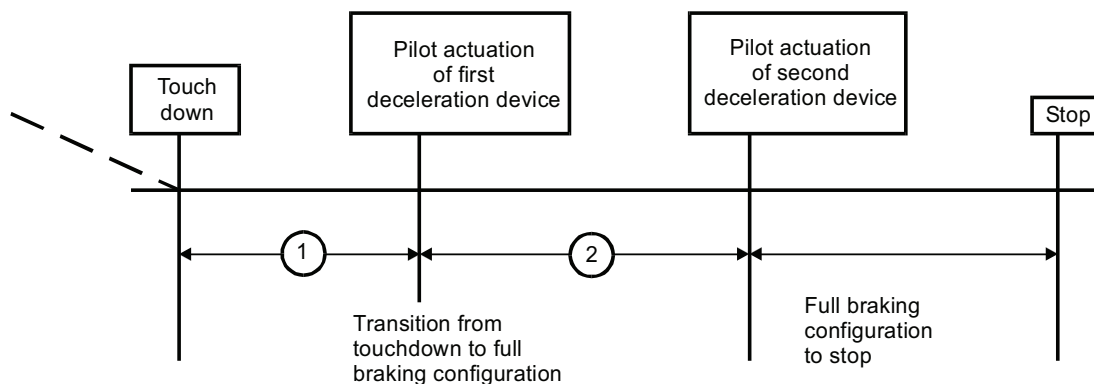 Touch
down
Pilot actuation
of first
deceleration device
Pilot actuation
of second
deceleration device
Stop
1
2
Transition from
touchdown to full
braking configuration
Full braking
configuration
to stop